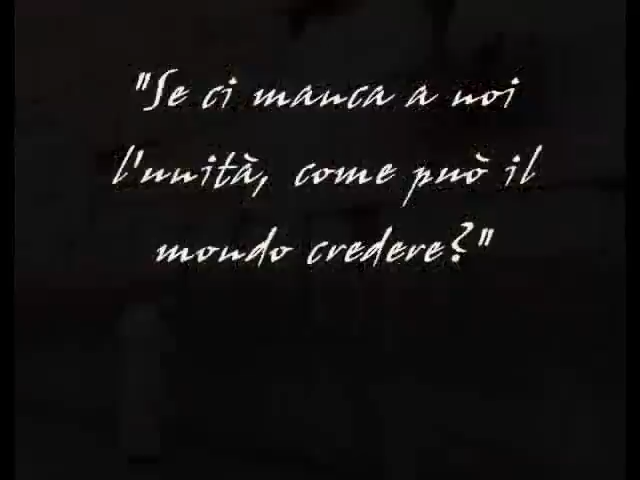 "Se ci manca a noi
l'unità, come può il
mondo credere?"